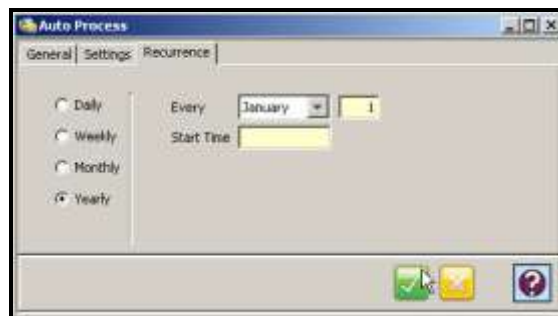 Auto Process
General Settings Recurrence
Daily
Weekly
Monthly
Yearly
Every January 1
Start Time